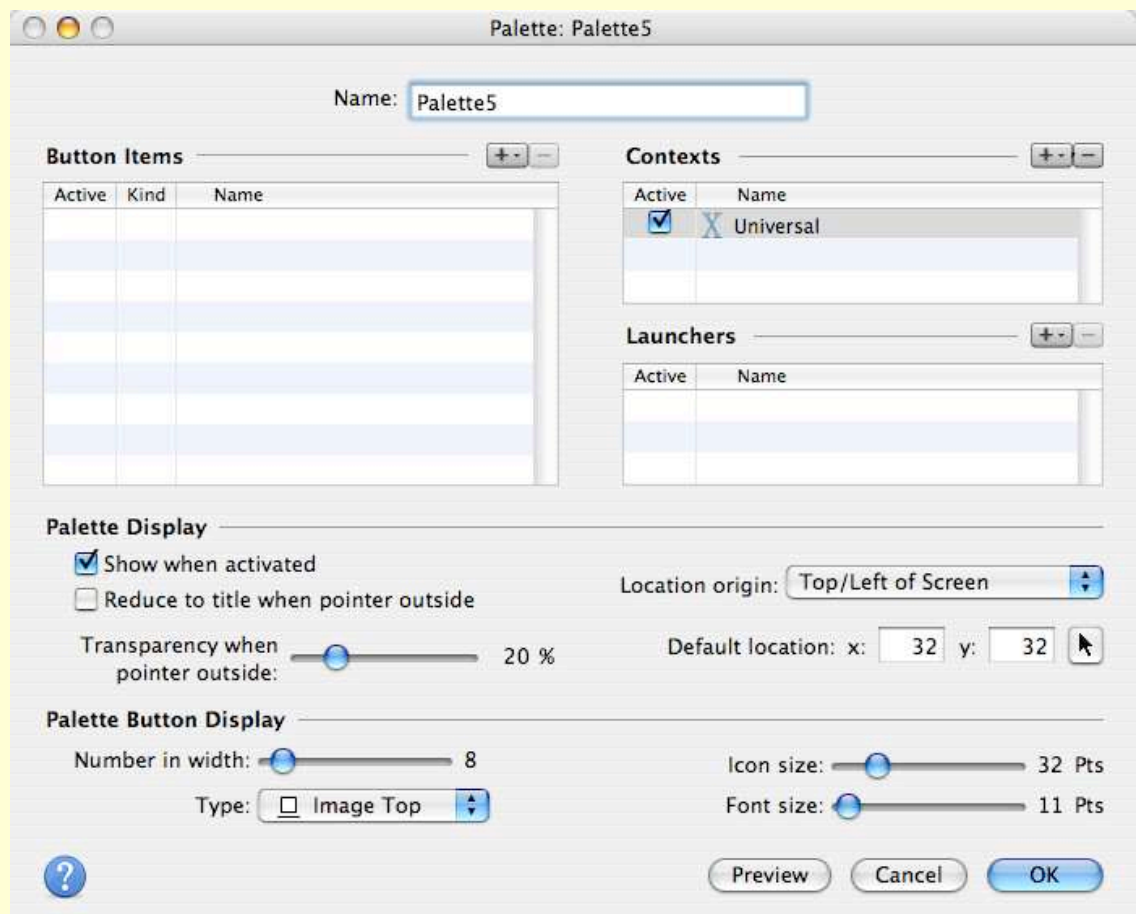 Palette: Palette5
Name: Palette5
Button Items
Active Kind Name
Contexts
Active Name
X Universal
Launchers
Active Name
Palette Display
Show when activated
Reduce to title when pointer outside
Transparency when
pointer outside:
20 %
Location origin: Top/Left of Screen
Default location: x: 32 y: 32
Palette Button Display
Number in width: 8
Type: Image Top
Icon size: 32 Pts
Font size: 11 Pts
?
Preview
Cancel
OK